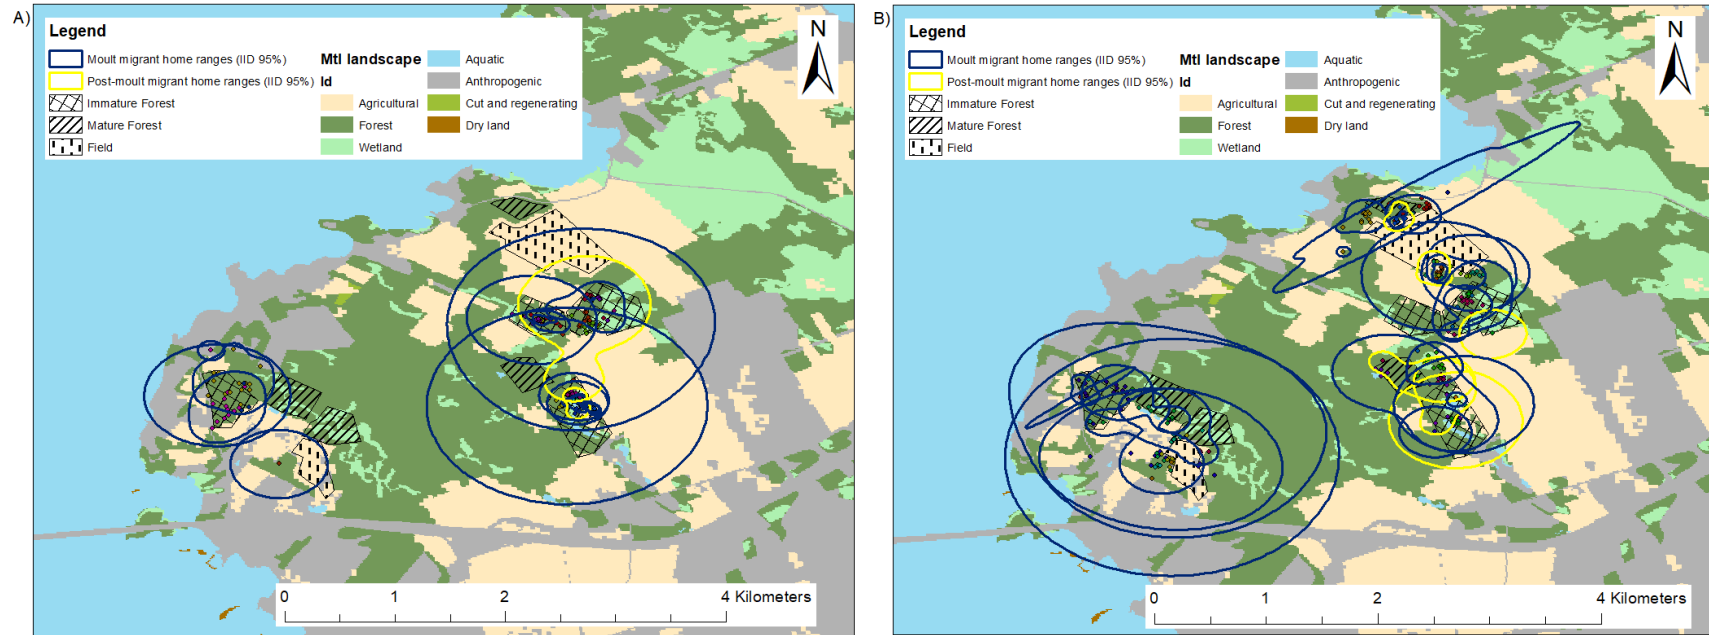 A)
Legend
Moult migrant home ranges (IID 95%)
Post-moult migrant home ranges (IID 95%)
Immature Forest
Mature Forest
Field
Mtl landscape
Id
Agricultural
Forest
Wetland
Aquatic
Anthropogenic
Cut and regenerating
Dry land
N
0 1 2 4 Kilometers
B)
Legend
Moult migrant home ranges (IID 95%)
Post-moult migrant home ranges (IID 95%)
Immature Forest
Mature Forest
Field
Mtl landscape
Id
Agricultural
Forest
Wetland
Aquatic
Anthropogenic
Cut and regenerating
Dry land
N
0 1 2 4 Kilometers